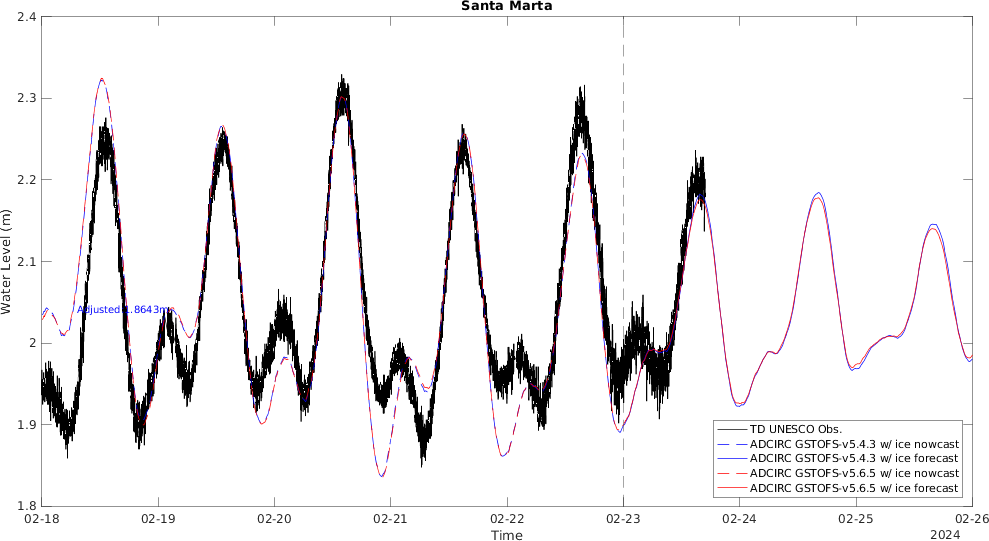 Santa Marta
Water Level (m)
2.4
2.3
2.2
2.1
2
1.9
1.8
Adjusted 1.8643m
TD UNESCO Obs.
ADCIRC GSTOFS-v5.4.3 w/ ice nowcast
ADCIRC GSTOFS-v5.4.3 w/ ice forecast
ADCIRC GSTOFS-v5.6.5 w/ ice nowcast
ADCIRC GSTOFS-v5.6.5 w/ ice forecast
02-18 02-19 02-20 02-21 02-22 02-23 02-24 02-25 02-26
Time
2024